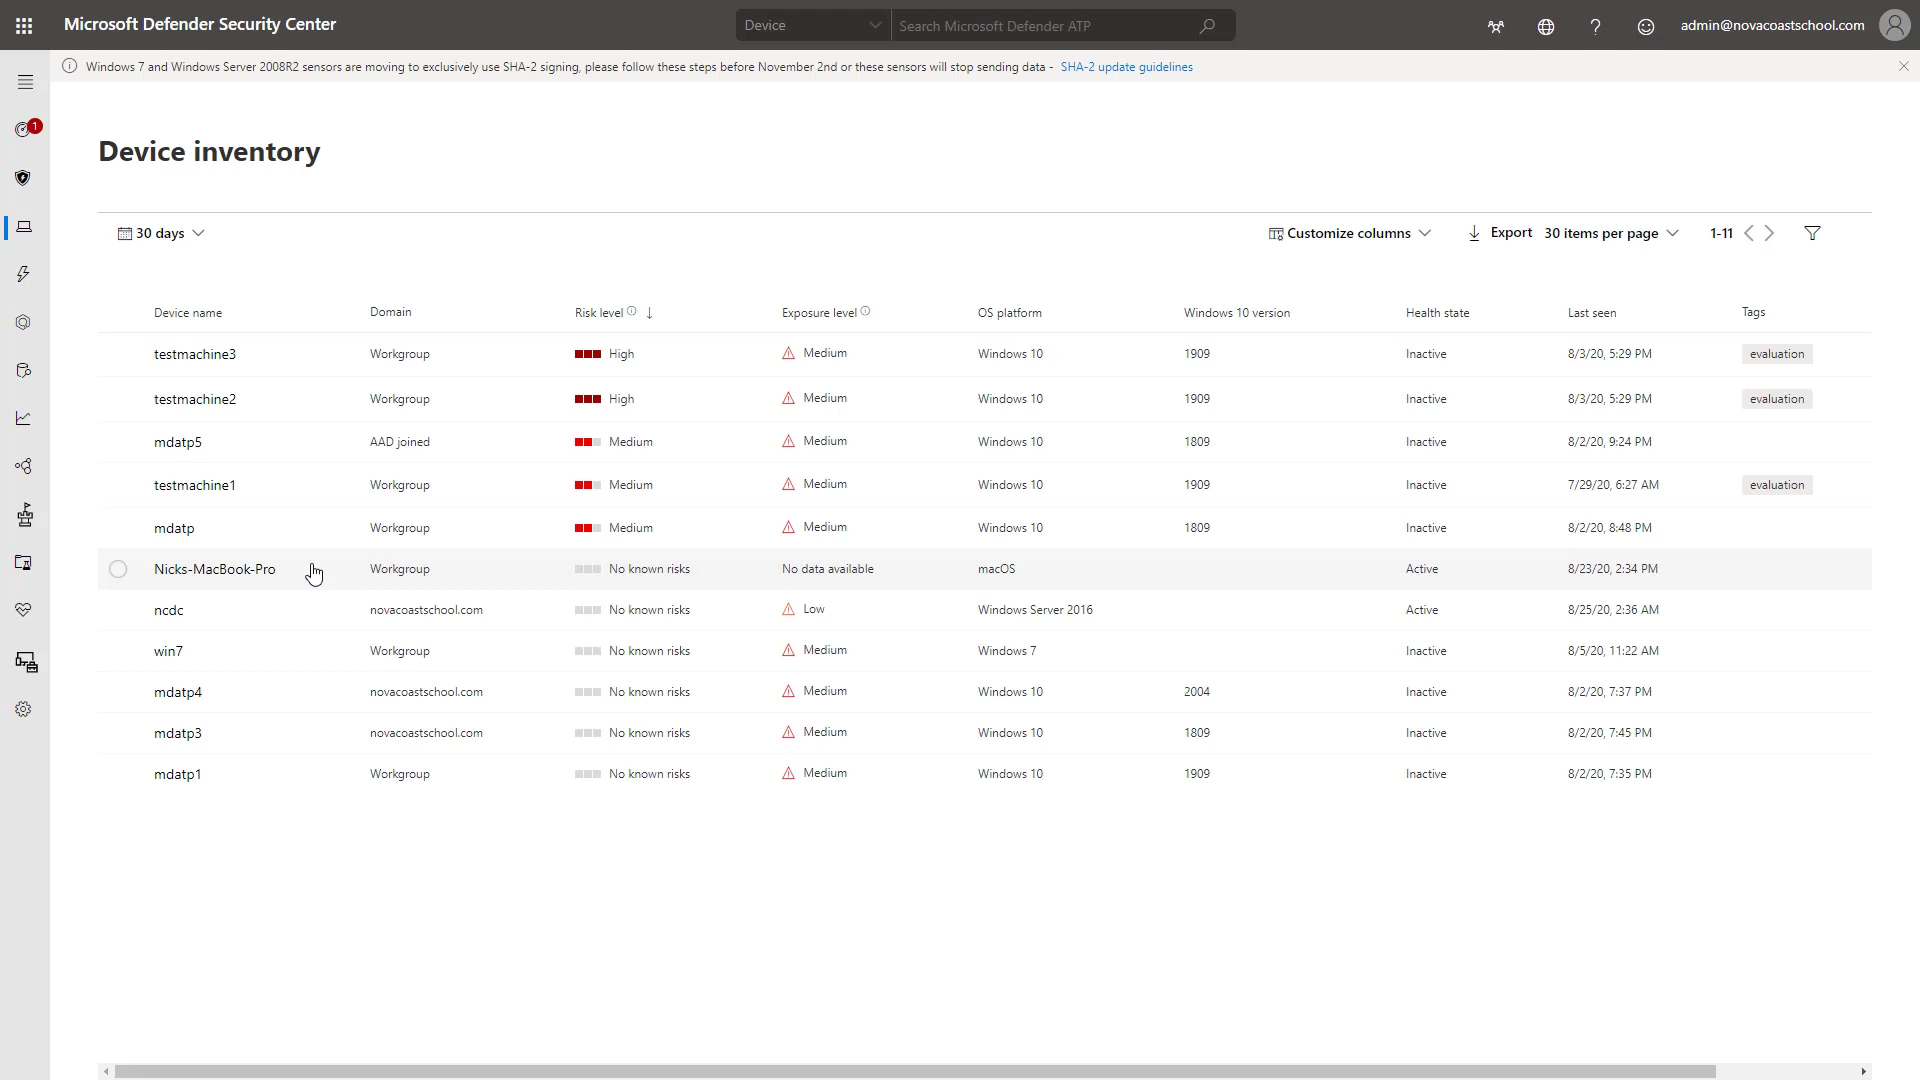 Microsoft Defender Security Center
Device
Search Microsoft Defender ATP
?
admin@novacoastschool.com
Windows 7 and Windows Server 2008R2 sensors are moving to exclusively use SHA-2 signing, please follow these steps before November 2nd or these sensors will stop sending data - SHA-2 update guidelines
1
Device inventory
30 days
Customize columns
Export
30 items per page
1-11
Device name Domain Risk level Exposure level OS platform Windows 10 version Health state Last seen Tags
testmachine3 Workgroup High Medium Windows 10 1909 Inactive 8/3/20, 5:29 PM evaluation
testmachine2 Workgroup High Medium Windows 10 1909 Inactive 8/3/20, 5:29 PM evaluation
mdatp5 AAD joined Medium Medium Windows 10 1809 Inactive 8/2/20, 9:24 PM
testmachine1 Workgroup Medium Medium Windows 10 1909 Inactive 7/29/20, 6:27 AM evaluation
mdatp Workgroup Medium Medium Windows 10 1809 Inactive 8/2/20, 8:48 PM
Nicks-MacBook-Pro Workgroup No known risks No data available macOS Active 8/23/20, 2:34 PM
ncdc novacoastschool.com No known risks Low Windows Server 2016 Active 8/25/20, 2:36 AM
win7 Workgroup No known risks Medium Windows 7 Inactive 8/5/20, 11:22 AM
mdatp4 novacoastschool.com No known risks Medium Windows 10 2004 Inactive 8/2/20, 7:37 PM
mdatp3 novacoastschool.com No known risks Medium Windows 10 1809 Inactive 8/2/20, 7:45 PM
mdatp1 Workgroup No known risks Medium Windows 10 1909 Inactive 8/2/20, 7:35 PM